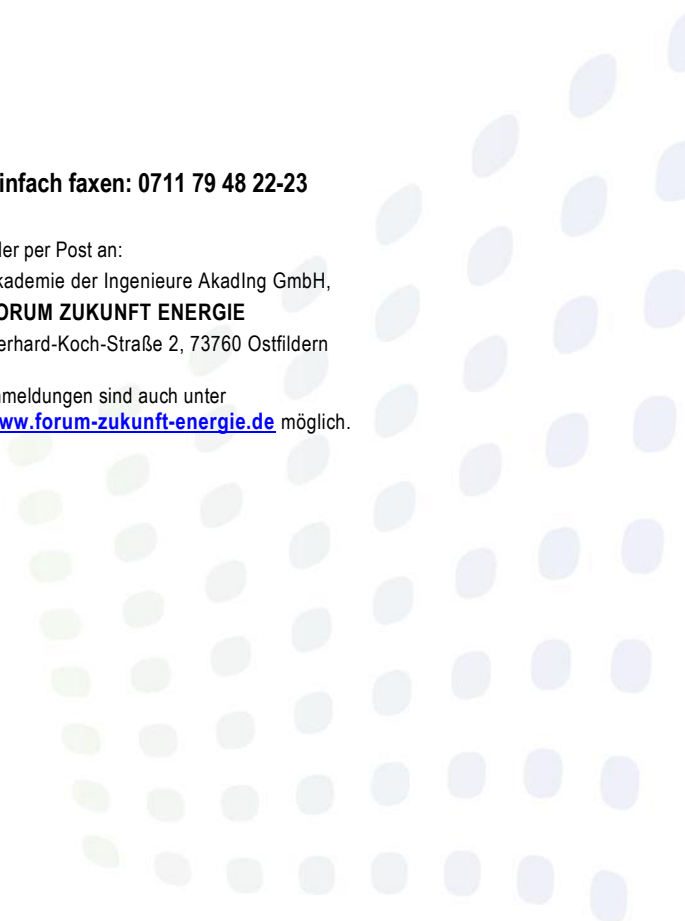 infach faxen: 0711 79 48 22-23
der per Post an:
kademie der Ingenieure AkadIng GmbH,
ORUM ZUKUNFT ENERGIE
erhard-Koch-Straße 2, 73760 Ostfildern
nmeldungen sind auch unter
ww.forum-zukunft-energie.de möglich.